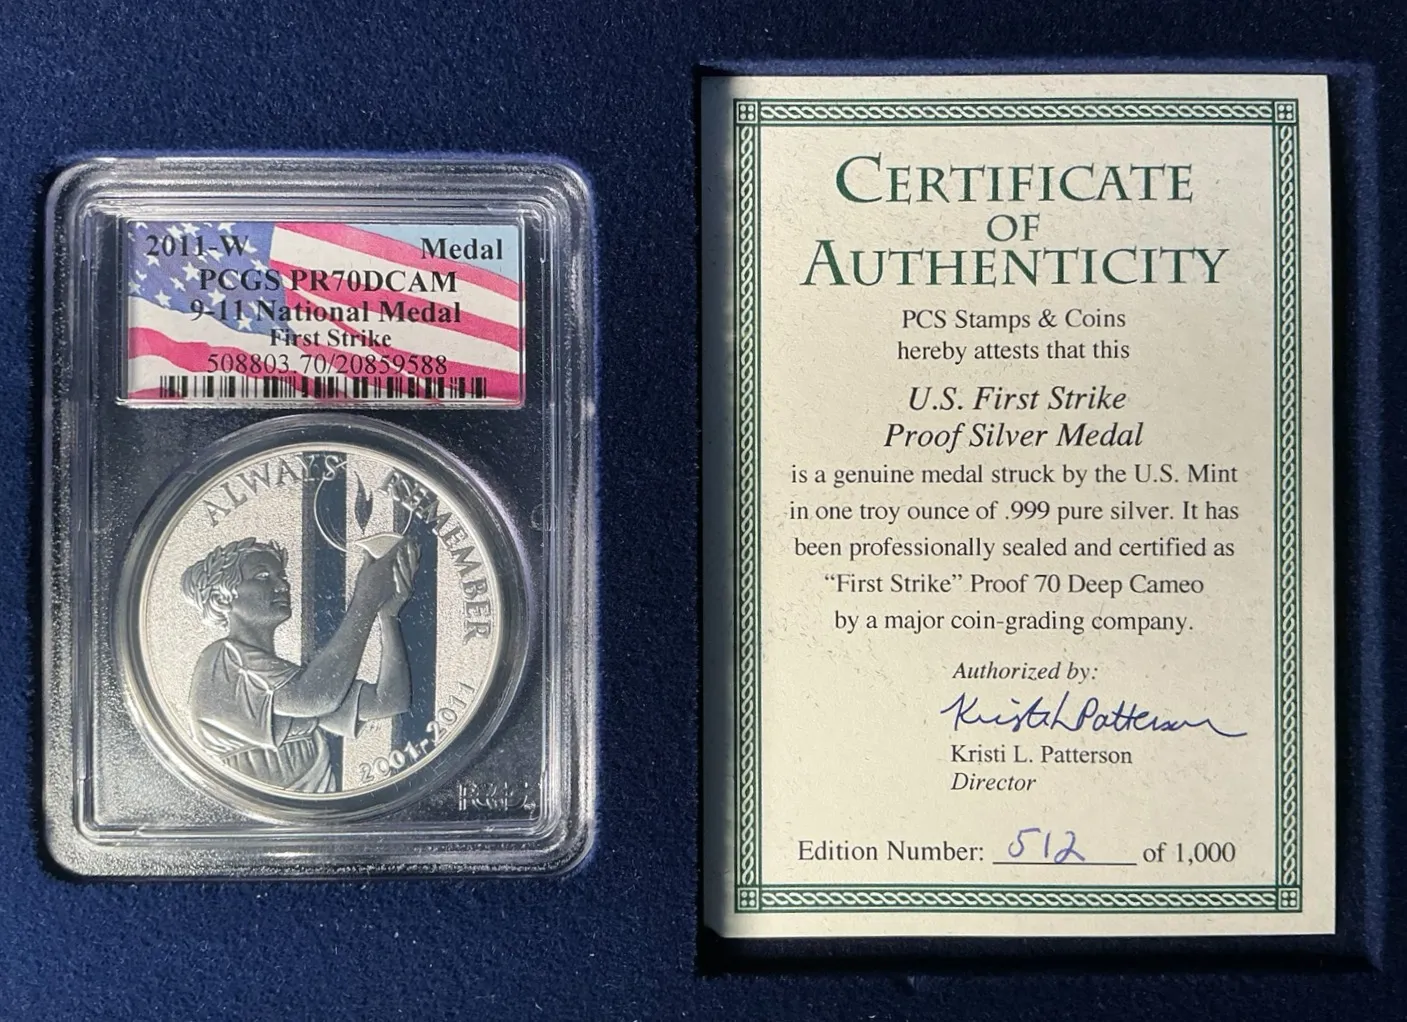 2011-W Medal
PCGS PR70DCAM
9-11 National Medal
First Strike
508803.70/20859588
ALWAYS REMEMBER
2001-2011
PCGS
CERTIFICATE
OF
AUTHENTICITY
PCS Stamps & Coins
hereby attests that this
U.S. First Strike
Proof Silver Medal
is a genuine medal struck by the U.S. Mint
in one troy ounce of .999 pure silver. It has
been professionally sealed and certified as
“First Strike” Proof 70 Deep Cameo
by a major coin-grading company.
Authorized by:
Kristi L Patterson
Kristi L. Patterson
Director
Edition Number: 512 of 1,000